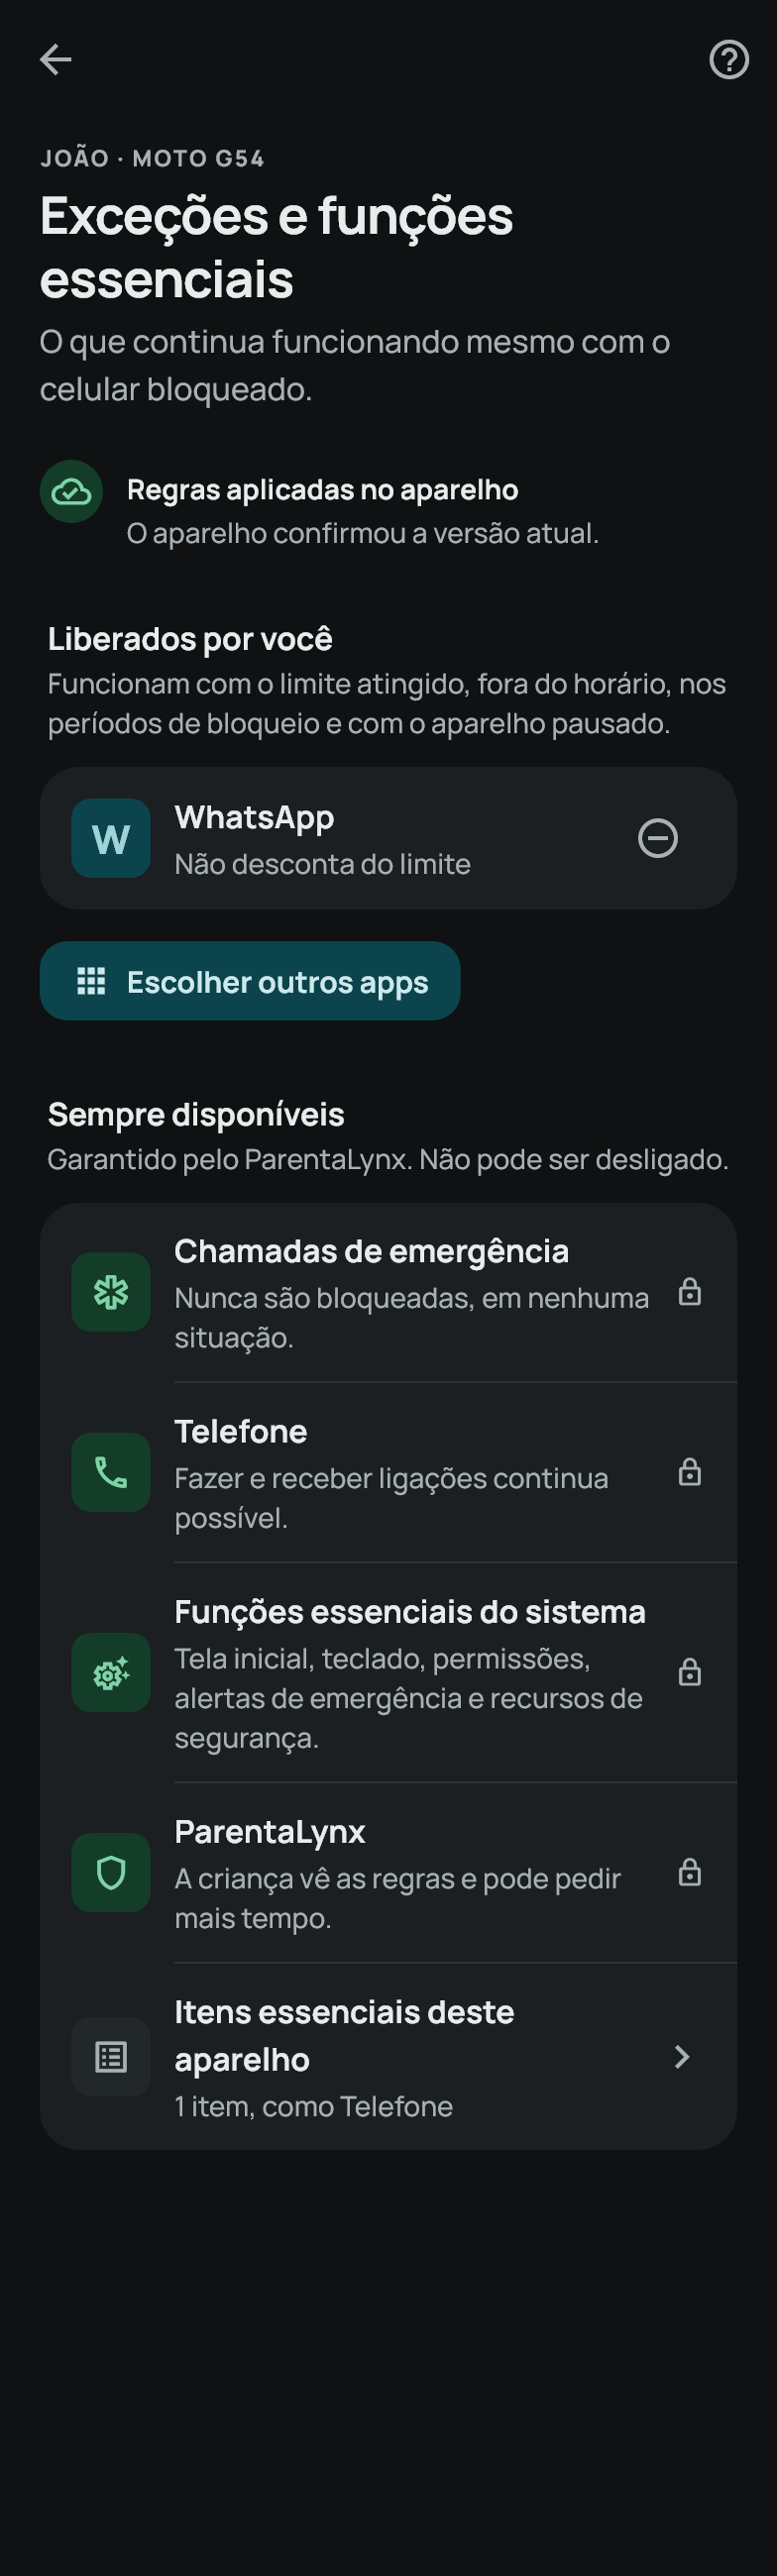 JOÃO · MOTO G54
Exceções e funções
essenciais
O que continua funcionando mesmo com o
celular bloqueado.
Regras aplicadas no aparelho
O aparelho confirmou a versão atual.
Liberados por você
Funcionam com o limite atingido, fora do horário, nos
períodos de bloqueio e com o aparelho pausado.
W
WhatsApp
Não desconta do limite
Escolher outros apps
Sempre disponíveis
Garantido pelo ParentaLynx. Não pode ser desligado.
Chamadas de emergência
Nunca são bloqueadas, em nenhuma
situação.
Telefone
Fazer e receber ligações continua
possível.
Funções essenciais do sistema
Tela inicial, teclado, permissões,
alertas de emergência e recursos de
segurança.
ParentaLynx
A criança vê as regras e pode pedir
mais tempo.
Itens essenciais deste
aparelho
1 item, como Telefone